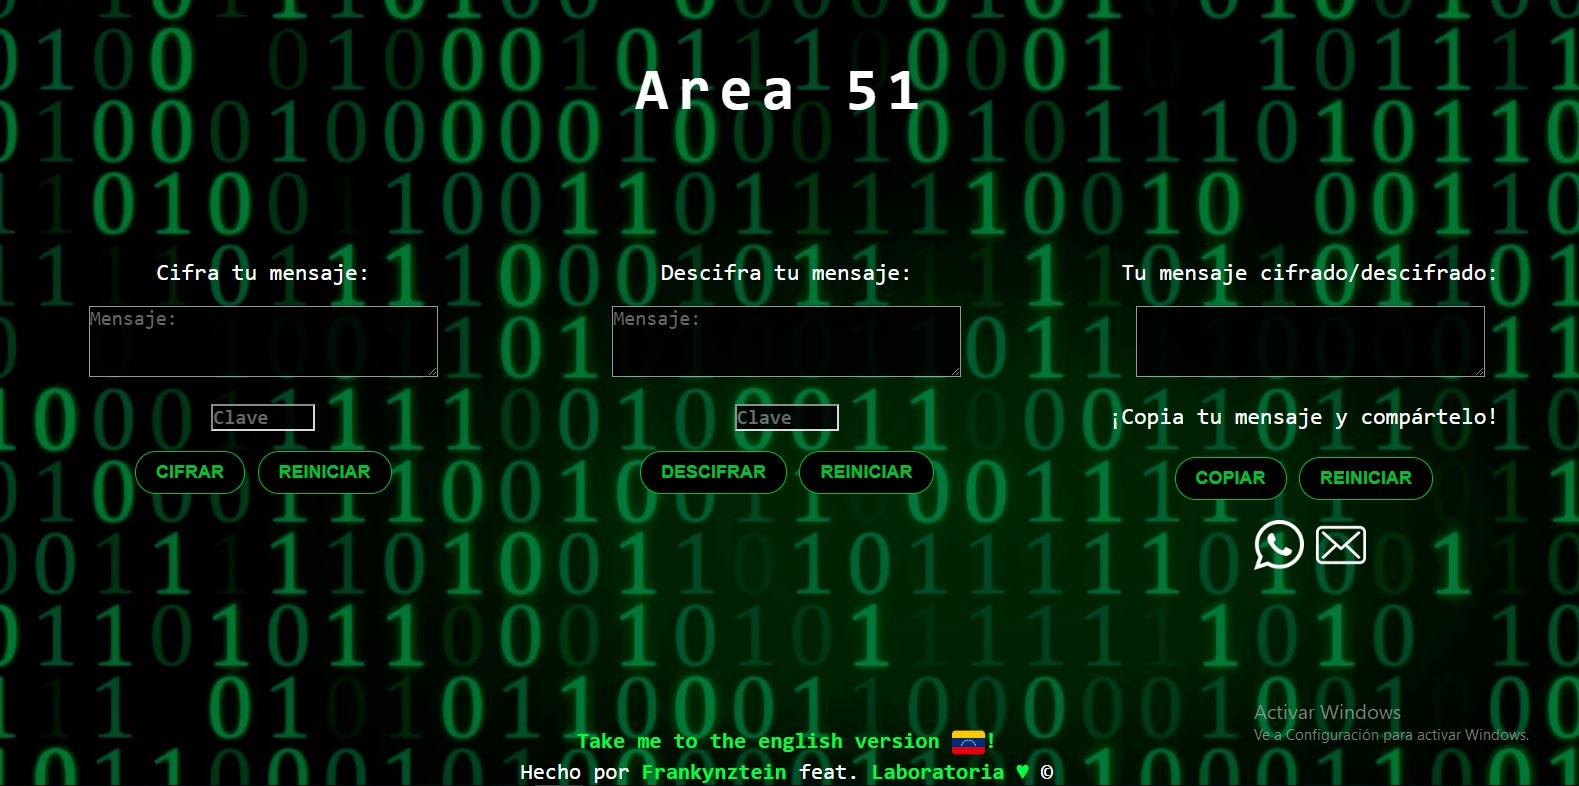 Area 51
Cifra tu mensaje:
Mensaje:
Clave
CIFRAR
REINICIAR
Descifra tu mensaje:
Mensaje:
Clave
DESCIFRAR
REINICIAR
Tu mensaje cifrado/descifrado:
¡Copia tu mensaje y compártelo!
COPIAR
REINICIAR
Activar Windows
Ve a Configuración para activar Windows.
Take me to the english version !
Hecho por Frankynztein feat. Laboratoria ♥ ©